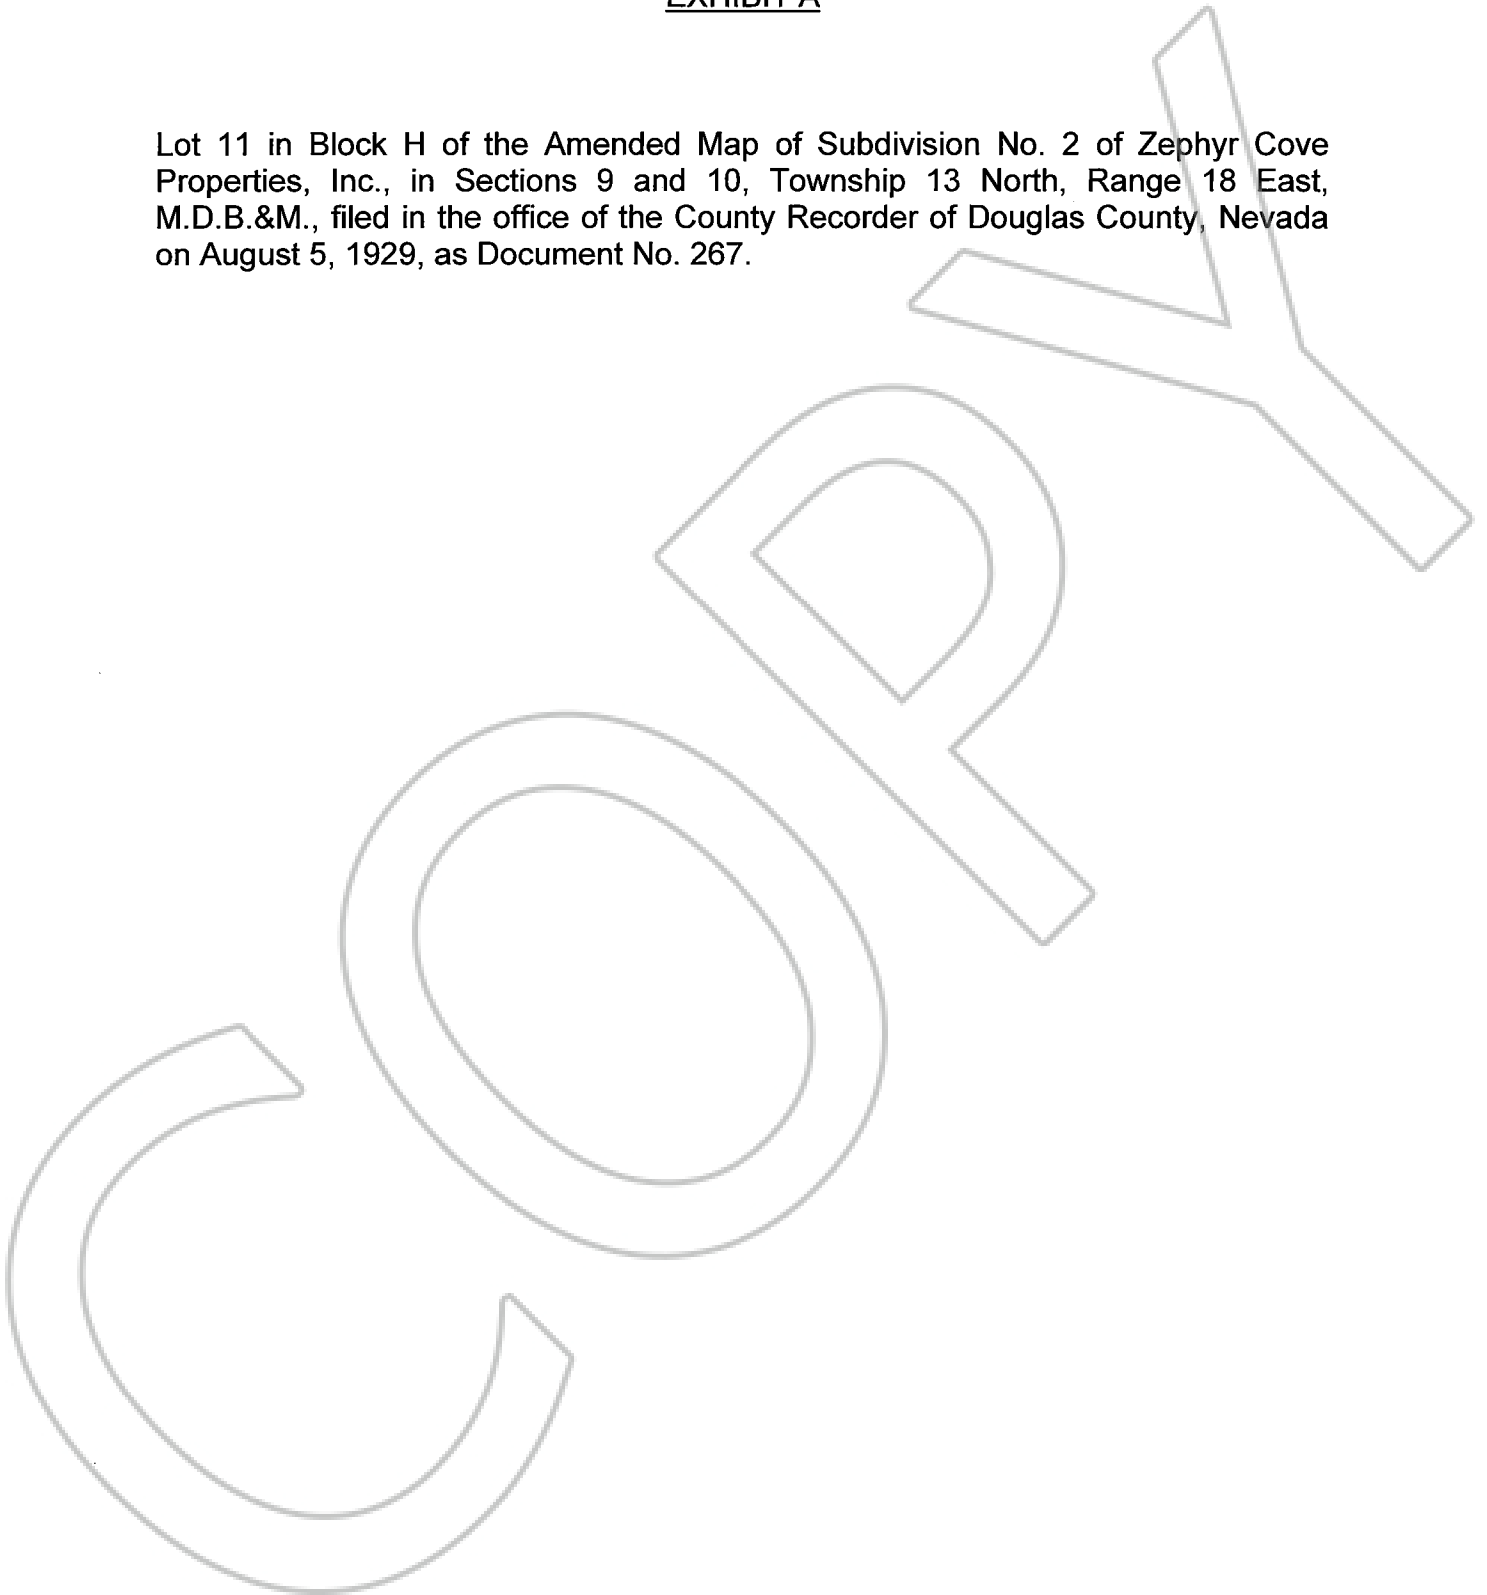 EXHIBIT A
Lot 11 in Block H of the Amended Map of Subdivision No. 2 of Zephyr Cove
Properties, Inc., in Sections 9 and 10, Township 13 North, Range 18 East,
M.D.B.&M., filed in the office of the County Recorder of Douglas County, Nevada
on August 5, 1929, as Document No. 267.
COPY